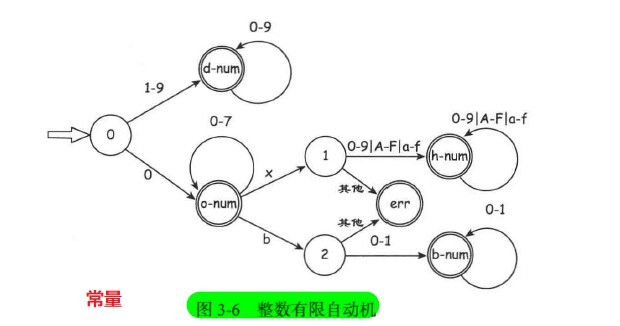 0-9
d-num
1-9
0
0-7
0
c-num
x
1
0-9|A-F|a-f
h-num
0-9|A-F|a-f
其他
err
其他
b
2
0-1
b-num
0-1
常量
图 3-6 整数有限自动机